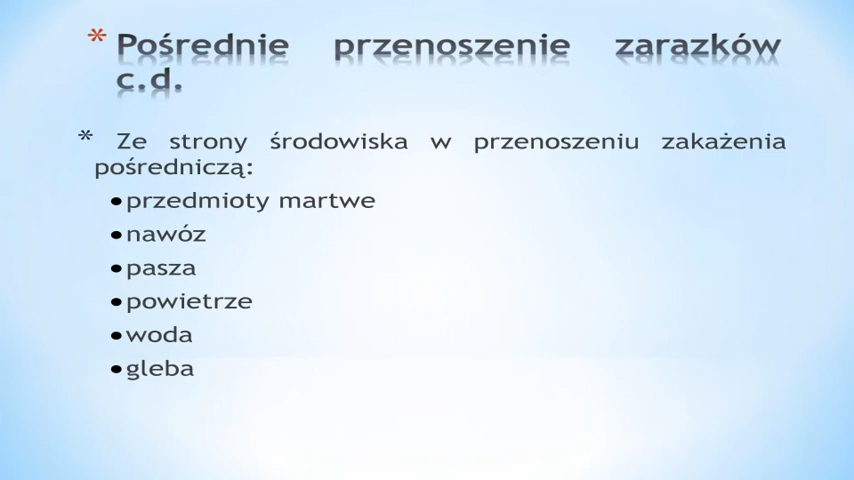 * Pośrednie przenoszenie zarazków
c.d.
* Ze strony środowiska w przenoszeniu zakażenia
pośredniczą:
•przedmioty martwe
•nawóz
•pasza
•powietrze
•woda
•gleba